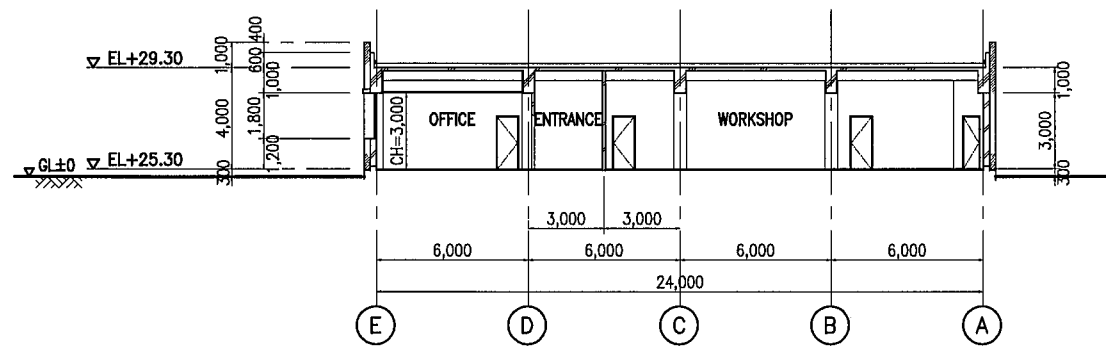 400
1,000
600
EL+29.30
1,000
1,000
4,000
1,800
CH=3,000
OFFICE
ENTRANCE
WORKSHOP
3,000
1,200
GL±0
EL+25.30
300
300
3,000
3,000
6,000
6,000
6,000
6,000
24,000
E
D
C
B
A